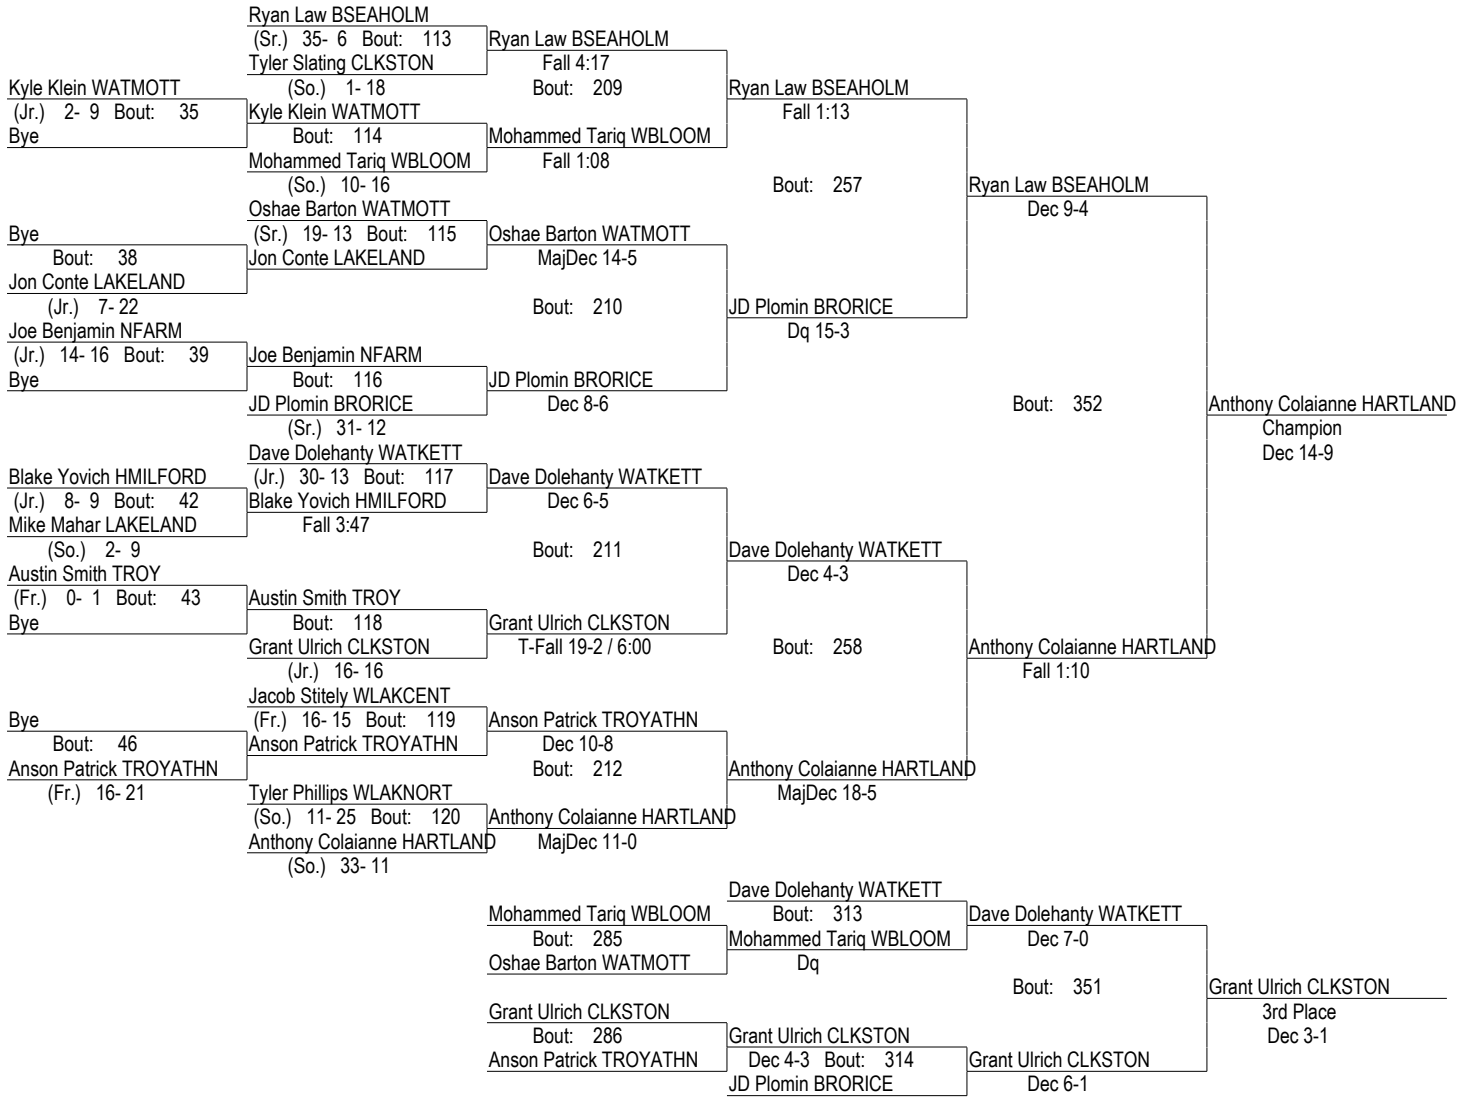 Ryan Law BSEAHOLM
(Sr.) 35- 6 Bout: 113
Tyler Slating CLKSTON
(So.) 1- 18
Kyle Klein WATMOTT
(Jr.) 2- 9 Bout: 35
Bye
Kyle Klein WATMOTT
Bout: 114
Mohammed Tariq WBLOOM
(So.) 10- 16
Oshae Barton WATMOTT
(Sr.) 19- 13 Bout: 115
Jon Conte LAKELAND
Bye
Bout: 38
Jon Conte LAKELAND
(Jr.) 7- 22
Joe Benjamin NFARM
(Jr.) 14- 16 Bout: 39
Bye
Joe Benjamin NFARM
Bout: 116
JD Plomin BRORICE
(Sr.) 31- 12
Dave Dolehanty WATKETT
(Jr.) 30- 13 Bout: 117
Blake Yovich HMILFORD
Fall 3:47
Blake Yovich HMILFORD
(Jr.) 8- 9 Bout: 42
Mike Mahar LAKELAND
(So.) 2- 9
Austin Smith TROY
(Fr.) 0- 1 Bout: 43
Bye
Austin Smith TROY
Bout: 118
Grant Ulrich CLKSTON
(Jr.) 16- 16
Jacob Stitely WLAKCENT
(Fr.) 16- 15 Bout: 119
Anson Patrick TROYATHN
Bye
Bout: 46
Anson Patrick TROYATHN
(Fr.) 16- 21
Tyler Phillips WLAKNORT
(So.) 11- 25 Bout: 120
Anthony Colaianne HARTLAND
(So.) 33- 11
Ryan Law BSEAHOLM
Fall 4:17
Bout: 209
Mohammed Tariq WBLOOM
Fall 1:08
Oshae Barton WATMOTT
MajDec 14-5
Bout: 210
JD Plomin BRORICE
Dec 8-6
Dave Dolehanty WATKETT
Dec 6-5
Bout: 211
Grant Ulrich CLKSTON
T-Fall 19-2 / 6:00
Anson Patrick TROYATHN
Dec 10-8
Bout: 212
Anthony Colaianne HARTLAND
MajDec 11-0
Ryan Law BSEAHOLM
Fall 1:13
Bout: 257
JD Plomin BRORICE
Dq 15-3
Dave Dolehanty WATKETT
Dec 4-3
Bout: 258
Anthony Colaianne HARTLAND
MajDec 18-5
Ryan Law BSEAHOLM
Dec 9-4
Bout: 352
Anthony Colaianne HARTLAND
Fall 1:10
Anthony Colaianne HARTLAND
Champion
Dec 14-9
Mohammed Tariq WBLOOM
Bout: 285
Oshae Barton WATMOTT
Grant Ulrich CLKSTON
Bout: 286
Anson Patrick TROYATHN
Dave Dolehanty WATKETT
Bout: 313
Mohammed Tariq WBLOOM
Dq
Grant Ulrich CLKSTON
Dec 4-3 Bout: 314
JD Plomin BRORICE
Dave Dolehanty WATKETT
Dec 7-0
Bout: 351
Grant Ulrich CLKSTON
Dec 6-1
Grant Ulrich CLKSTON
3rd Place
Dec 3-1